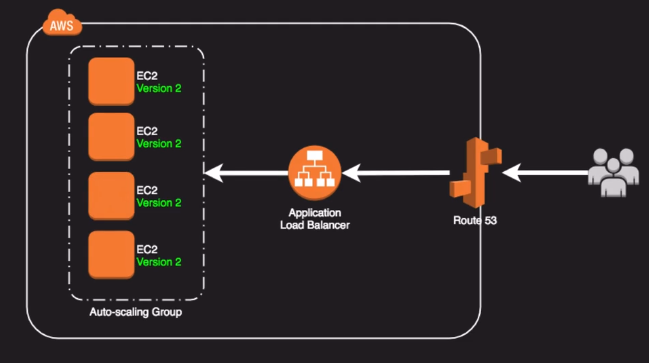 AWS
EC2
Version 2
EC2
Version 2
EC2
Version 2
EC2
Version 2
Auto-scaling Group
Application
Load Balancer
Route 53